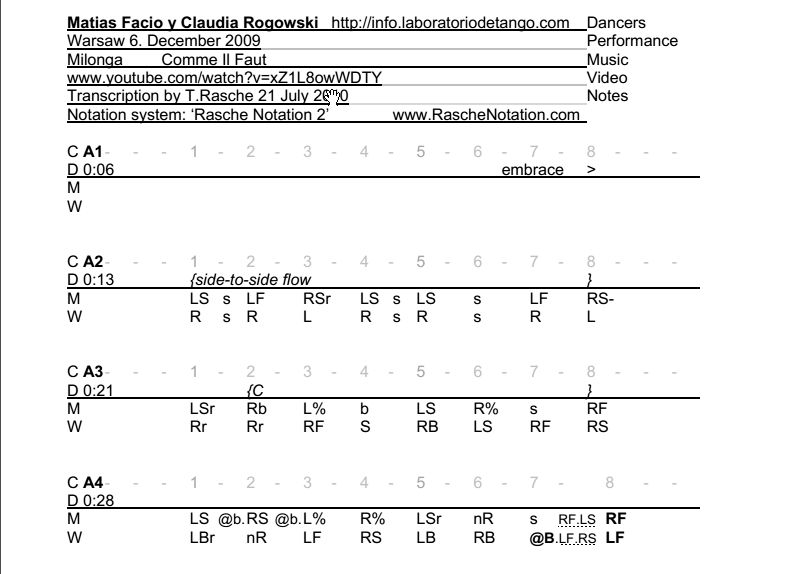 Matias Facio y Claudia Rogowski http://info.laboratoriodetango.com Dancers
Warsaw 6. December 2009 Performance
Milonga Comme Il Faut Music
www.youtube.com/watch?v=xZ1L8owWDTY Video
Transcription by T.Rasche 21 July 2010 Notes
Notation system: ‘Rasche Notation 2’ www.RascheNotation.com
C A1- - - 1 - 2 - 3 - 4 - 5 - 6 - 7 - 8 - - -
D 0:06 embrace >
M
W
C A2- - - 1 - 2 - 3 - 4 - 5 - 6 - 7 - 8 - - -
D 0:13 {side-to-side flow }
M LS s LF RSr LS s LS s LF RS-
W R s R L R s R s R L
C A3- - - 1 - 2 - 3 - 4 - 5 - 6 - 7 - 8 - - -
D 0:21 {C }
M LSr Rb L% b LS R% s RF
W Rr Rr RF S RB LS RF RS
C A4- - - 1 - 2 - 3 - 4 - 5 - 6 - 7 - 8 - -
D 0:28
M LS @b.RS @b.L% R% LSr nR s RF.LS RF
W LBr nR LF RS LB RB @B.LF.RS LF